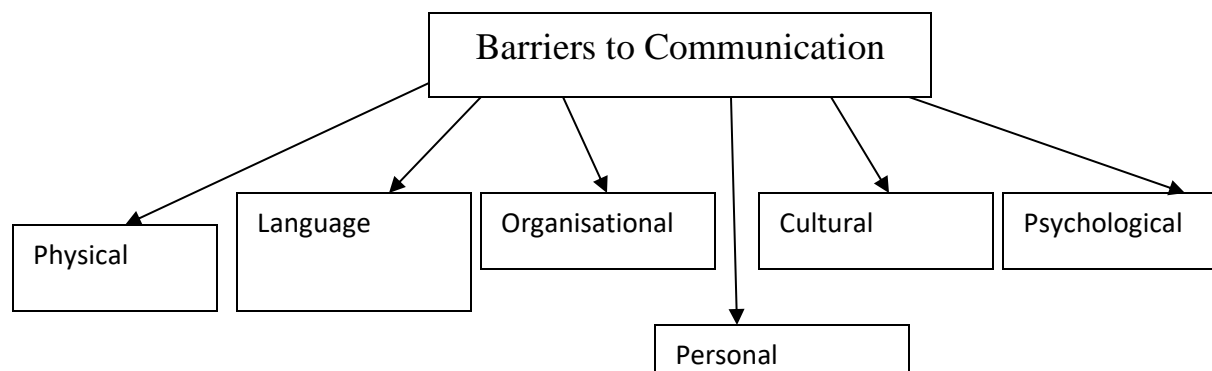 Barriers to Communication
Physical
Language
Organisational
Cultural
Psychological
Personal